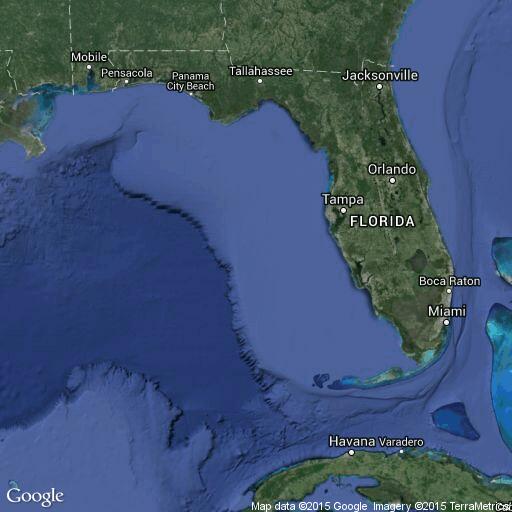 Mobile
Pensacola
Panama
City Beach
Tallahassee
Jacksonville
Orlando
Tampa
FLORIDA
Boca Raton
Miami
Havana
Varadero
Google
Map data ©2015 Google Imagery ©2015 TerraMetrics